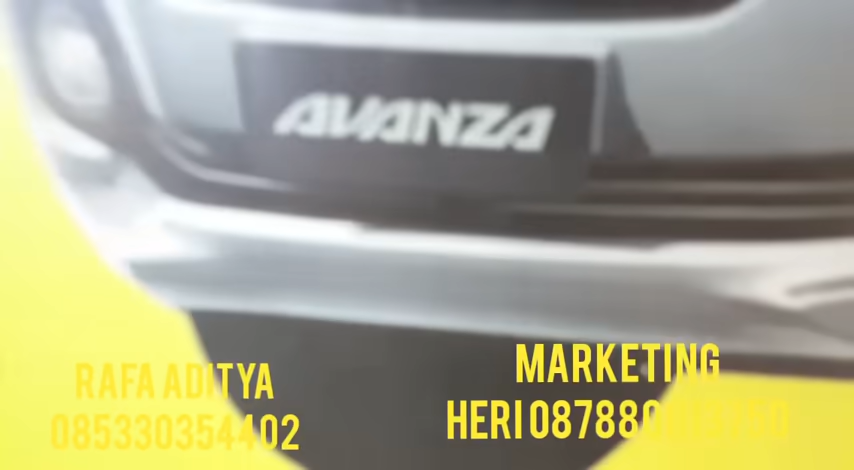 AVANZA
RAFA ADITYA
085330354402
MARKETING
HERI